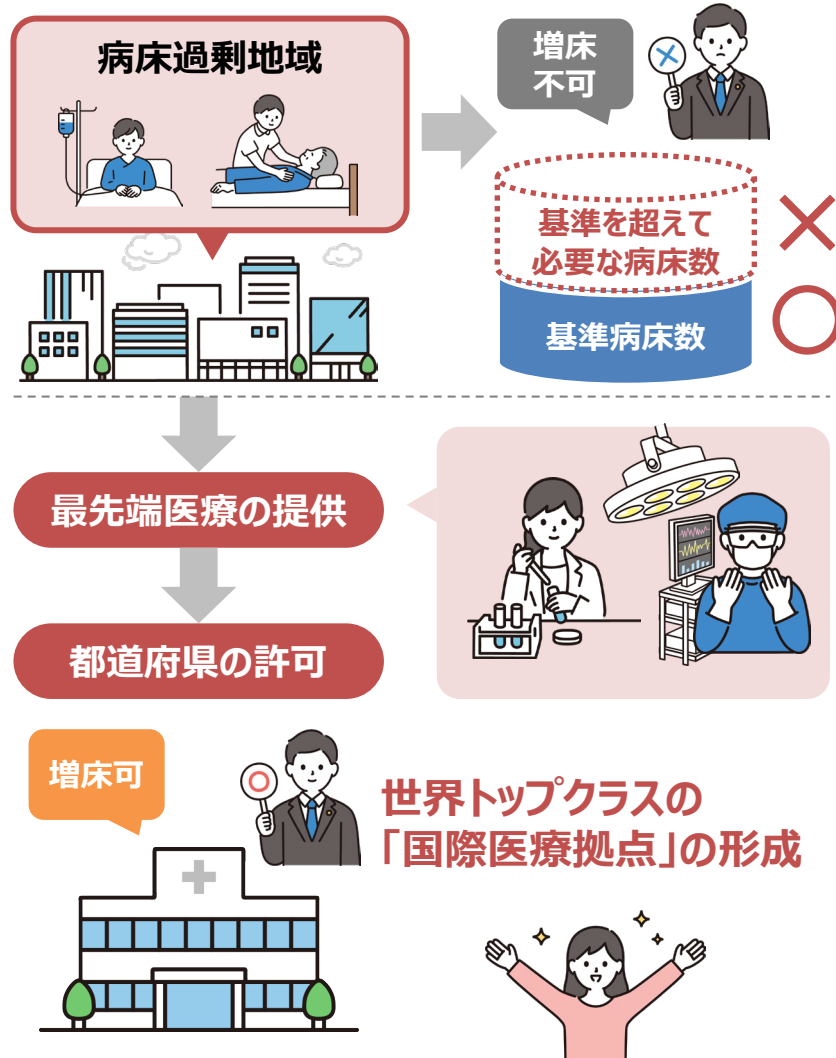 病床過剰地域
増床
不可
基準を超えて
必要な病床数
基準病床数
最先端医療の提供
都道府県の許可
増床可
世界トップクラスの
「国際医療拠点」の形成